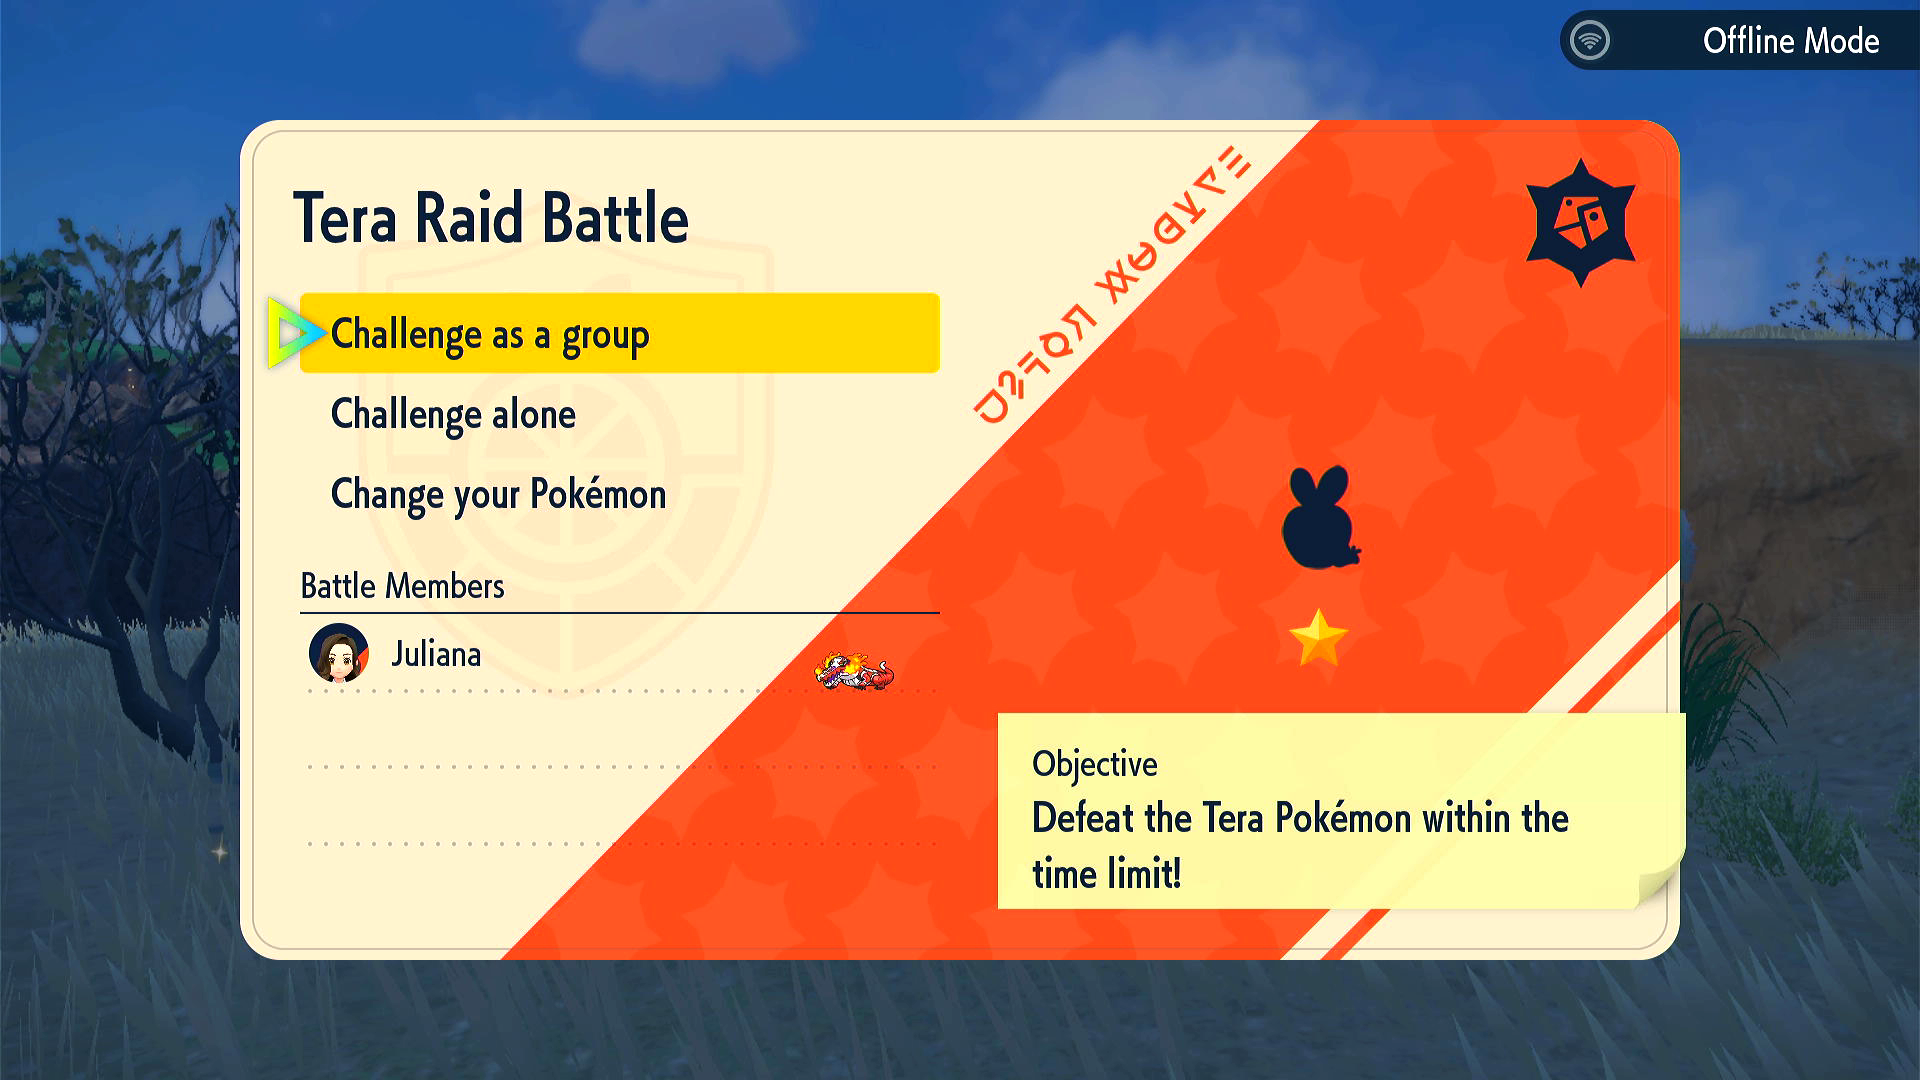 Offline Mode
Tera Raid Battle
Challenge as a group
Challenge alone
Change your Pokémon
Battle Members
Juliana
Objective
Defeat the Tera Pokémon within the
time limit!